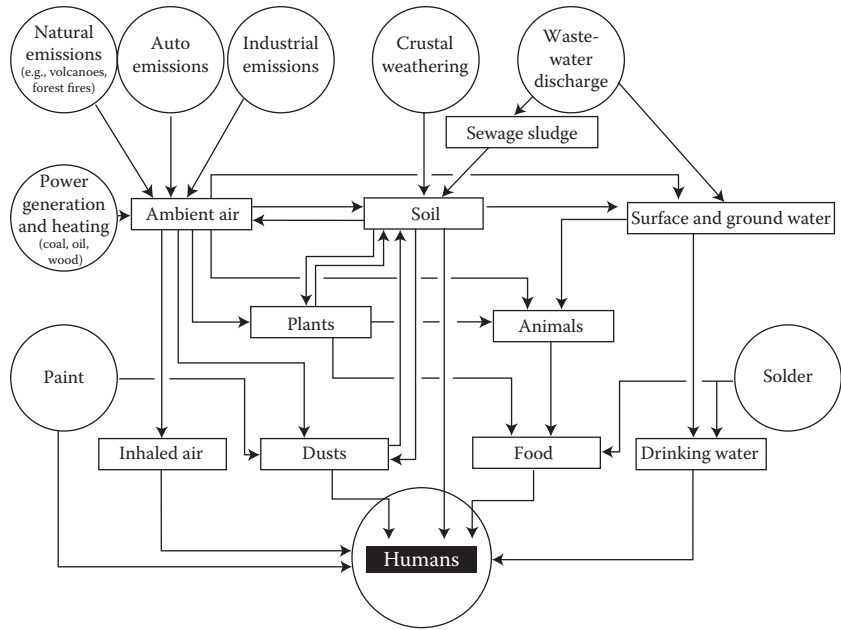 Natural
emissions
(e.g., volcanoes,
forest fires)
Auto
emissions
Industrial
emissions
Crustal
weathering
Waste-
water
discharge
Sewage sludge
Power
generation
and heating
(coal, oil,
wood)
Ambient air
Soil
Surface and ground water
Plants
Animals
Paint
Solder
Inhaled air
Dusts
Food
Drinking water
Humans